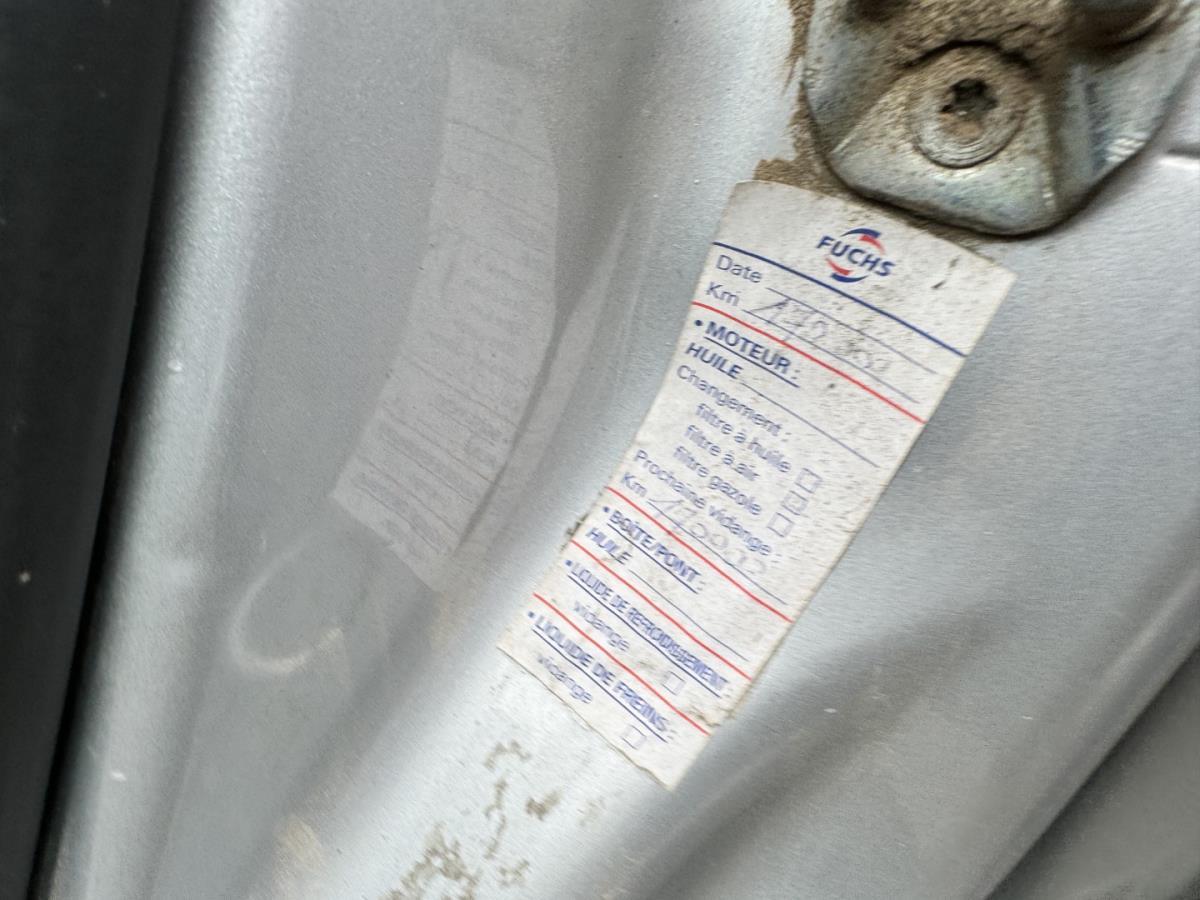 FUCHS
Date
Km
• MOTEUR :
HUILE
Changement :
filtre à huile
filtre à air
filtre gazole
Prochaine vidange :
Km
• BOÎTE/PONT :
HUILE
• LIQUIDE DE REFROIDISSEMENT :
vidange
• LIQUIDE DE FREINS :
vidange